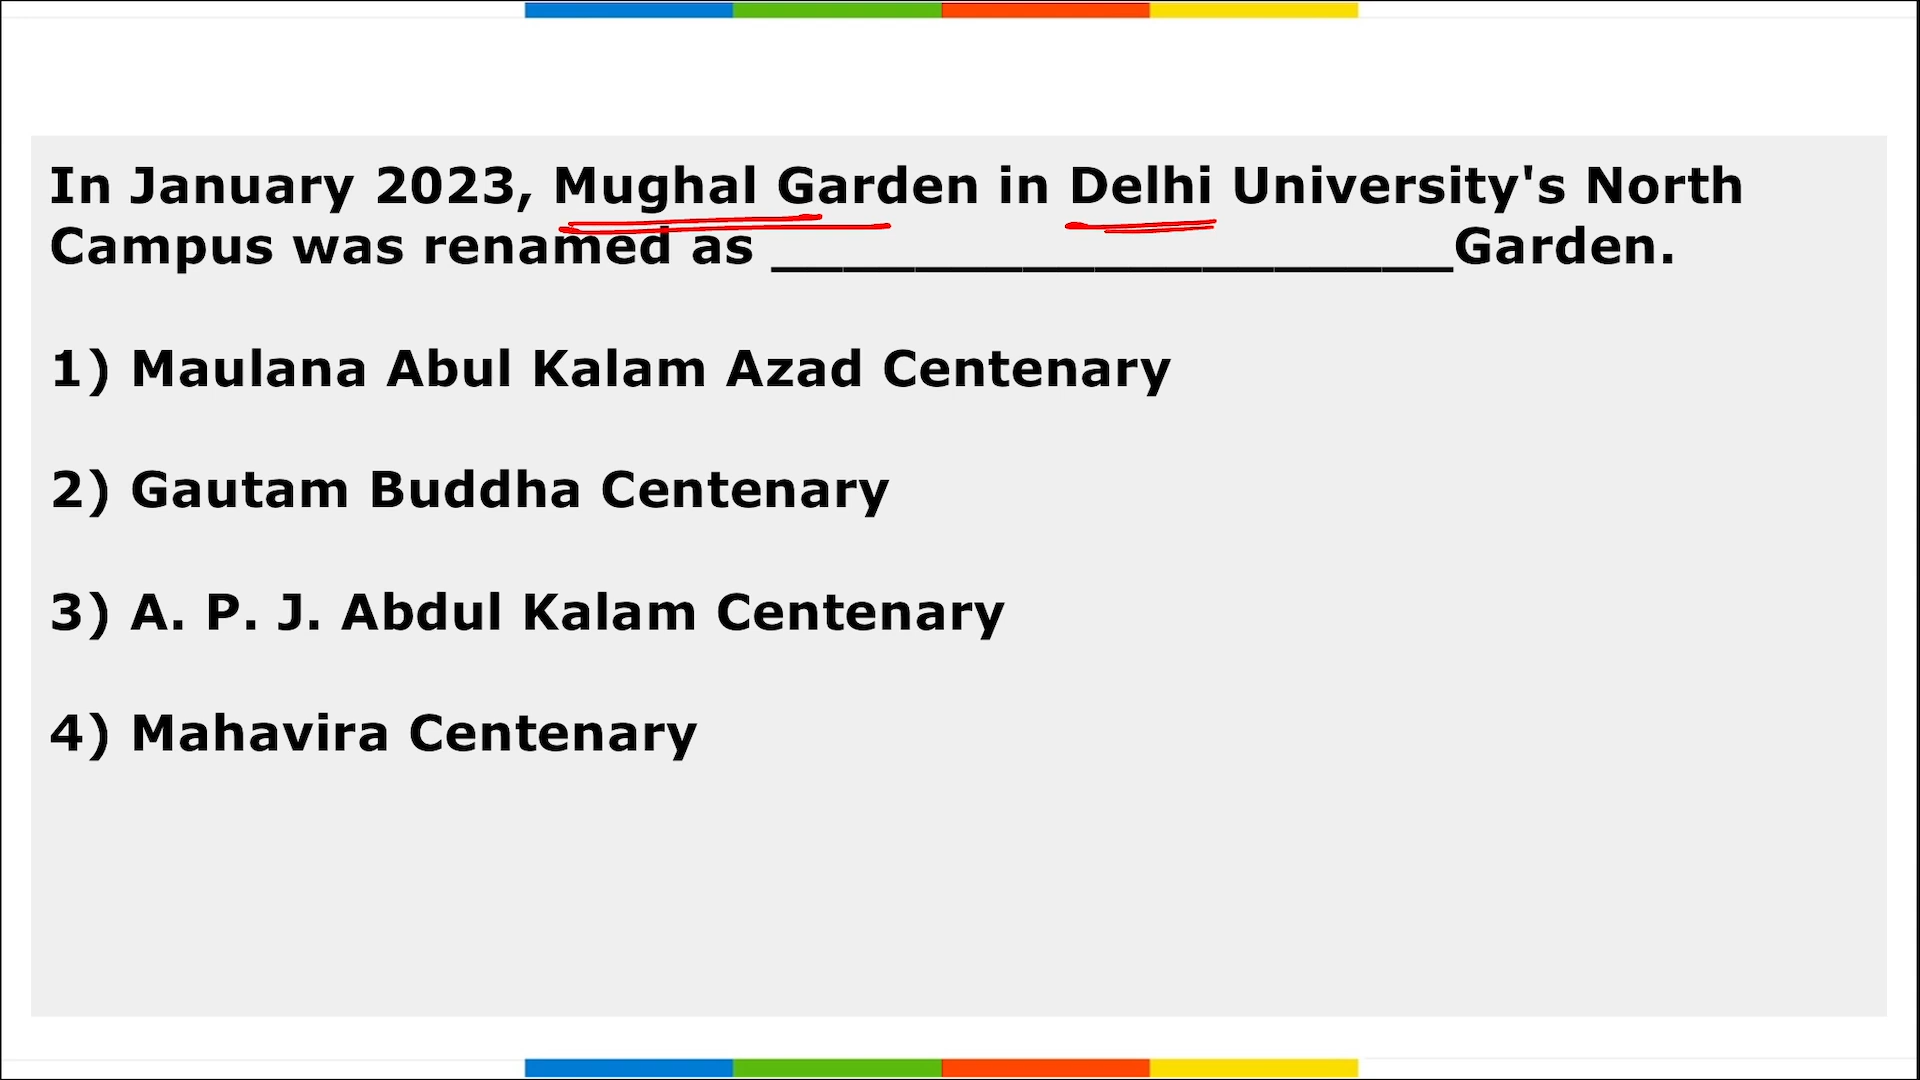 In January 2023, Mughal Garden in Delhi University's North
Campus was renamed as ___________________Garden.
1) Maulana Abul Kalam Azad Centenary
2) Gautam Buddha Centenary
3) A. P. J. Abdul Kalam Centenary
4) Mahavira Centenary